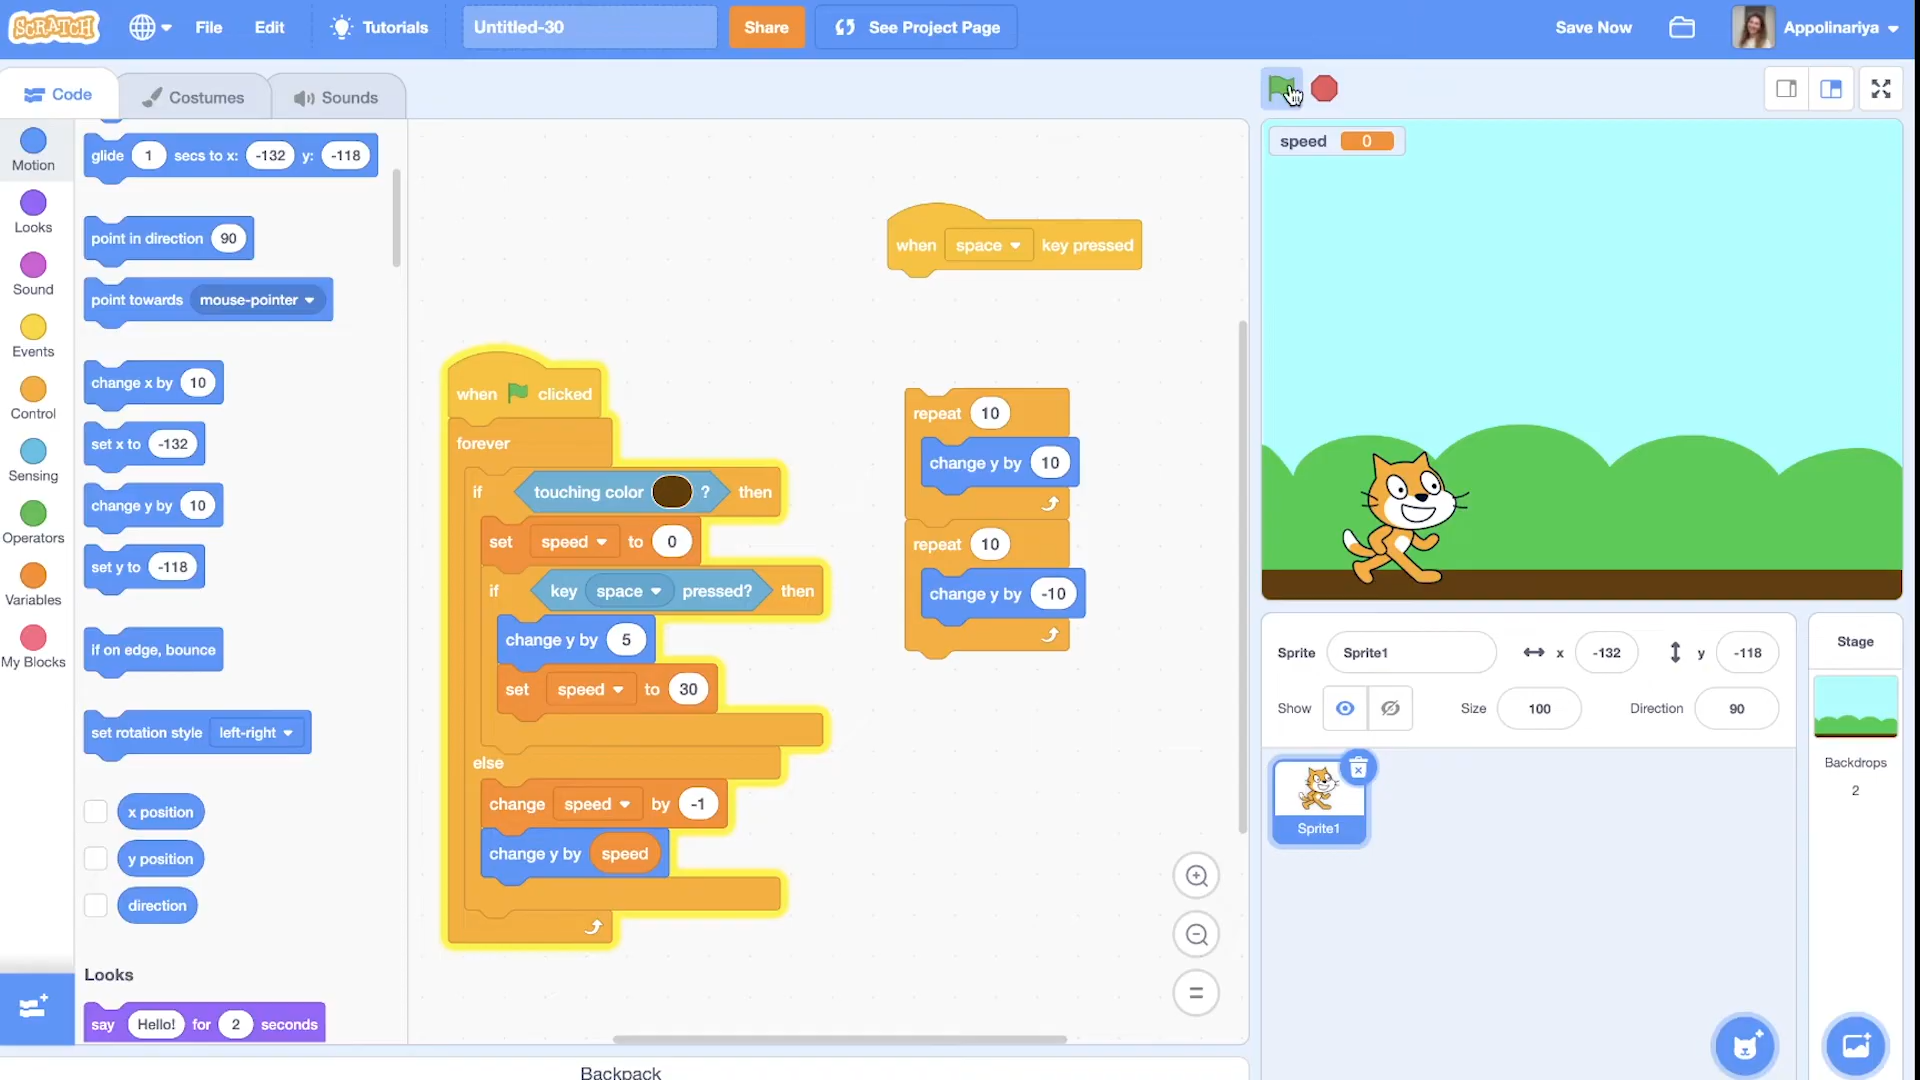 SCRATCH File Edit Tutorials Untitled-30 Share See Project Page Save Now Appolinariya
Code Costumes Sounds
Motion
Looks
Sound
Events
Control
Sensing
Operators
Variables
My Blocks
glide 1 secs to x: -132 y: -118
point in direction 90
point towards mouse-pointer
change x by 10
set x to -132
change y by 10
set y to -118
if on edge, bounce
set rotation style left-right
x position
y position
direction
Looks
say Hello! for 2 seconds
when clicked
forever
if touching color ? then
set speed to 0
if key space pressed? then
change y by 5
set speed to 30
else
change speed by -1
change y by speed
when space key pressed
repeat 10
change y by 10
repeat 10
change y by -10
Backpack
speed 0
Sprite Sprite1 x -132 y -118
Show Size 100 Direction 90
Sprite1
Stage
Backdrops
2